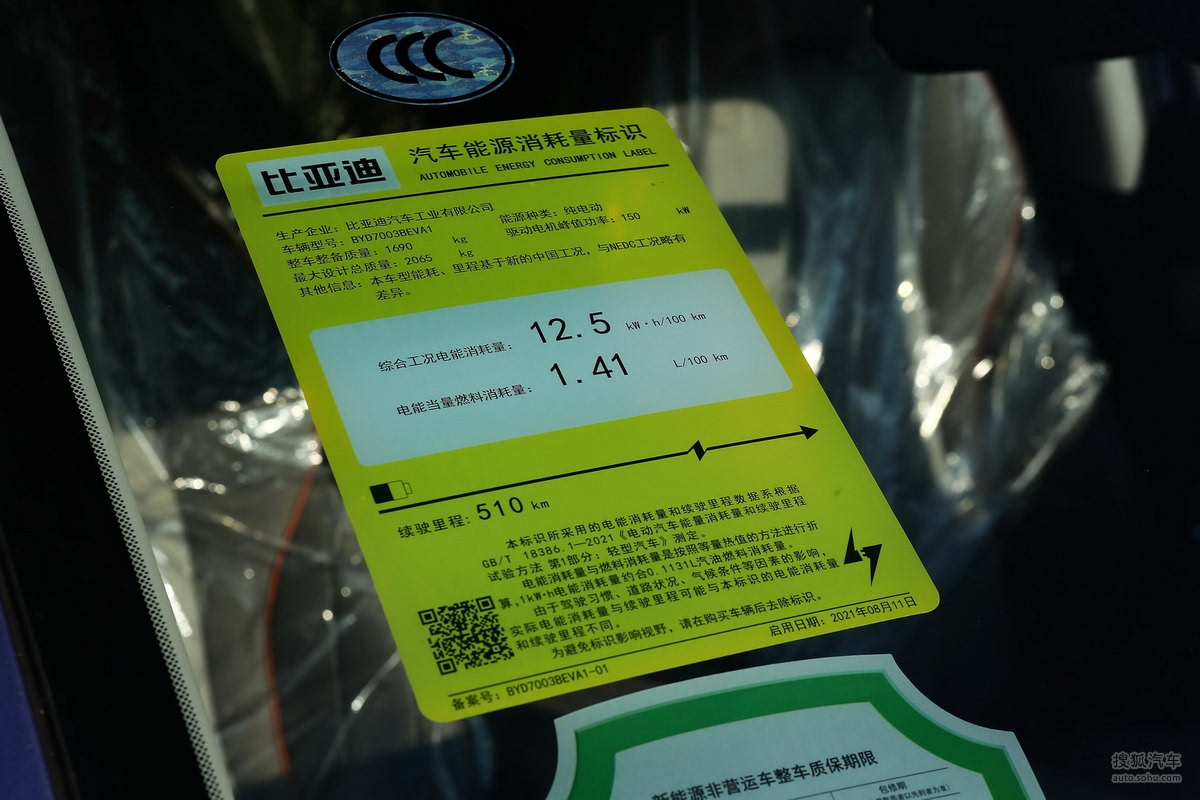 CCC
比亚迪
汽车能源消耗量标识
AUTOMOBILE ENERGY CONSUMPTION LABEL
生产企业：比亚迪汽车工业有限公司
能源种类：纯电动
车辆型号：BYD7003BEVA1
驱动电机峰值功率：150 kW
整车整备质量：1690 kg
最大设计总质量：2065 kg
其他信息：本车型能耗、里程基于新的中国工况，与NEDC工况略有
差异。
综合工况电能消耗量：12.5 kW·h/100 km
电能当量燃料消耗量：1.41 L/100 km
续驶里程：510 km
本标识所采用的电能消耗量和续驶里程数据系根据
GB/T 18386.1—2021《电动汽车能量消耗量和续驶里程
试验方法 第1部分：轻型汽车》测定。
电能消耗量与燃料消耗量是按照等量热值的方法进行折
算，1kW·h电能消耗量约合0.1131L汽油燃料消耗量。
由于驾驶习惯、道路状况、气候条件等因素的影响，
实际电能消耗量与续驶里程可能与本标识的电能消耗量
和续驶里程不同。
为避免标识影响视野，请在购买车辆后去除标识。
备案号：BYD7003BEVA1-01
启用日期：2021年08月11日
新能源非营运车整车质保期限
包修期
者以先到者为准）
搜狐汽车
auto.sohu.com